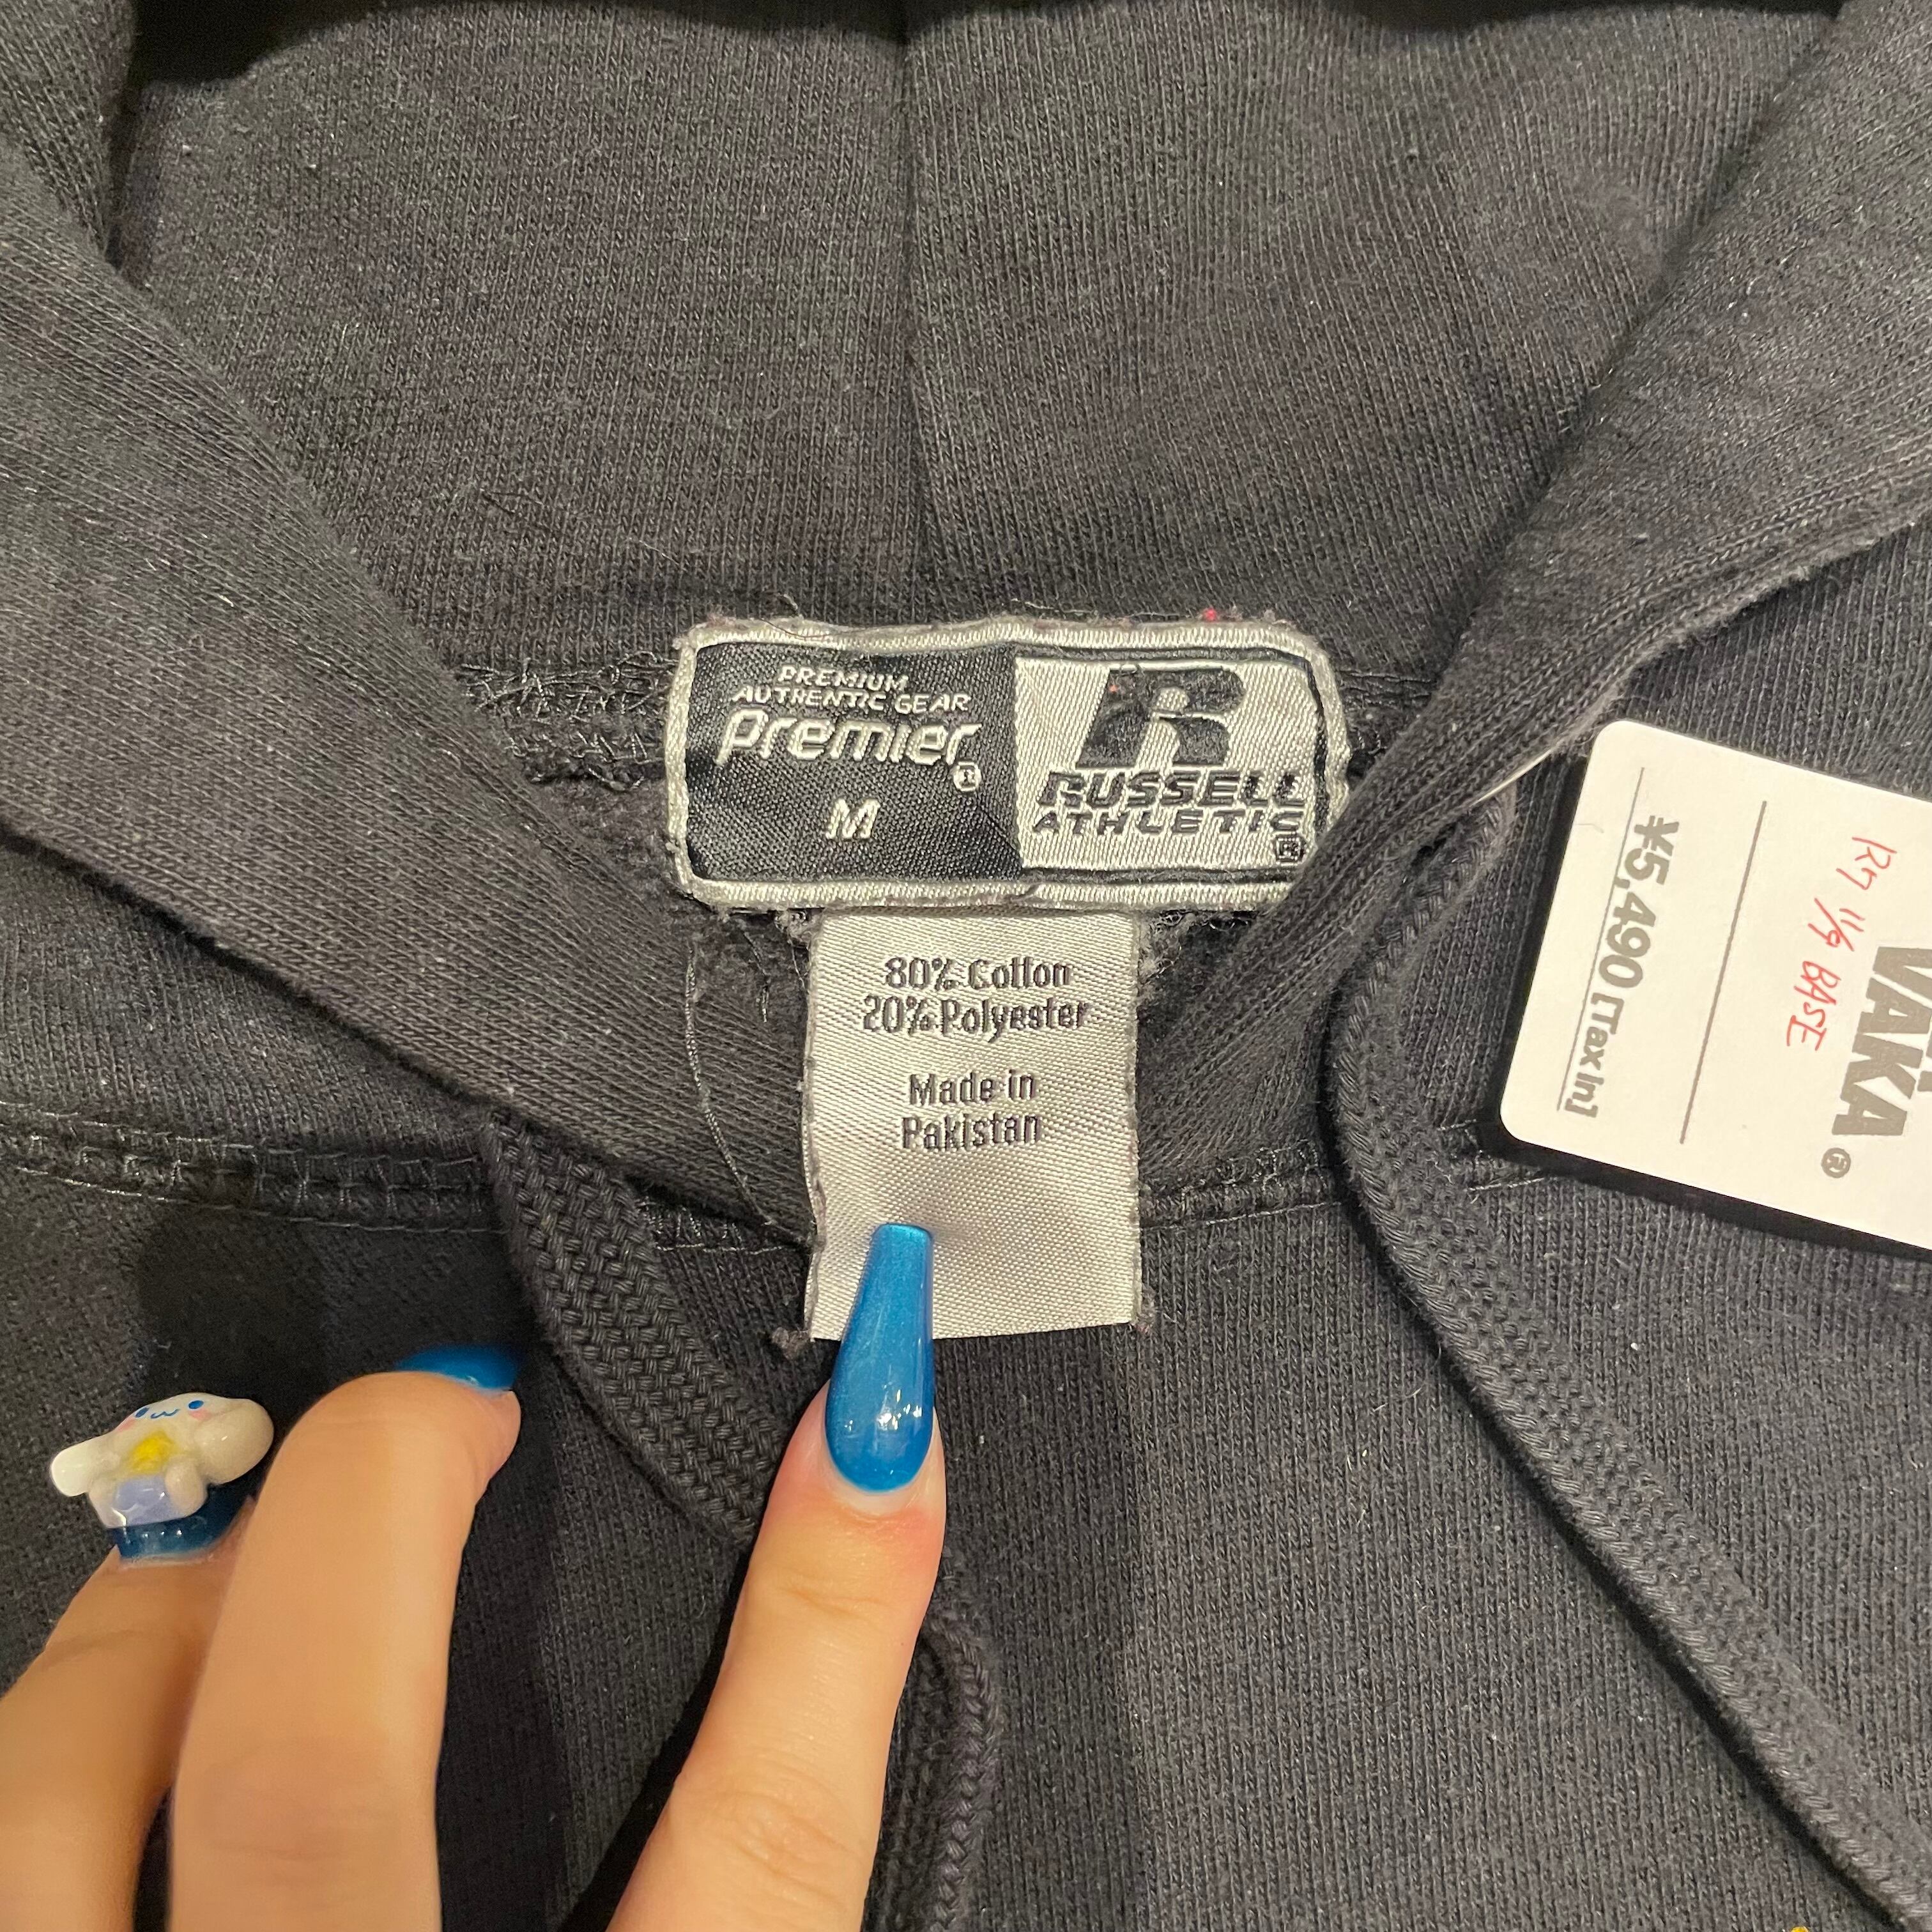 PREMIUM
AUTHENTIC GEAR
premier®
M
R
RUSSELL
ATHLETIC®
80% Cotton
20% Polyester
Made in
Pakistan
VAKA®
BASE
¥5,490 [Tax In]